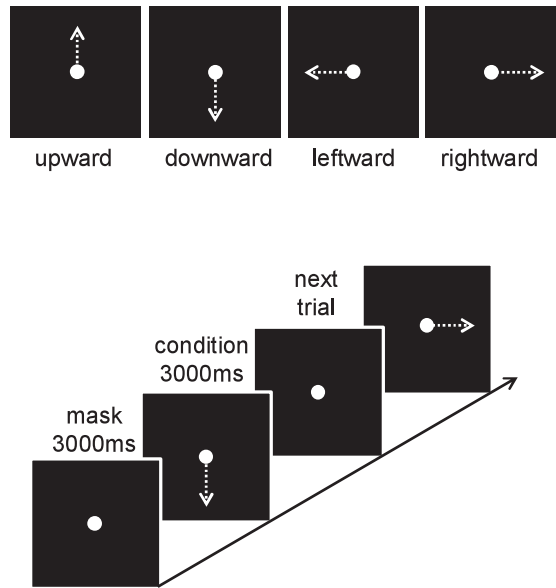 upward
downward
leftward
rightward
next
trial
condition
3000ms
mask
3000ms